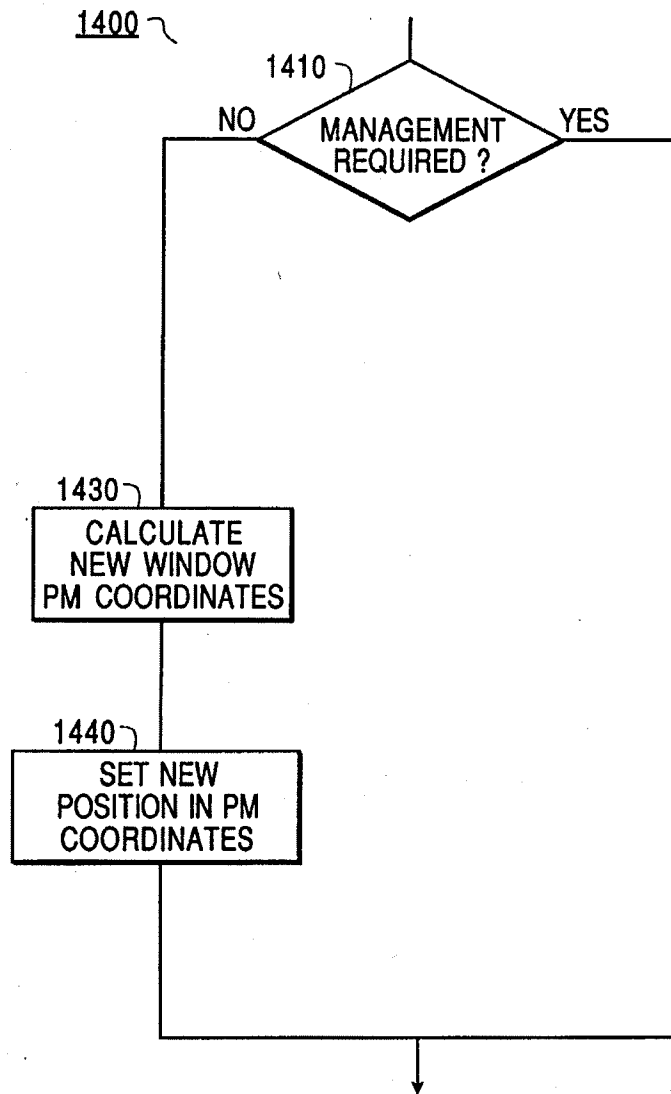 1400
1410
NO
YES
MANAGEMENT
REQUIRED ?
1430
CALCULATE
NEW WINDOW
PM COORDINATES
1440
SET NEW
POSITION IN PM
COORDINATES